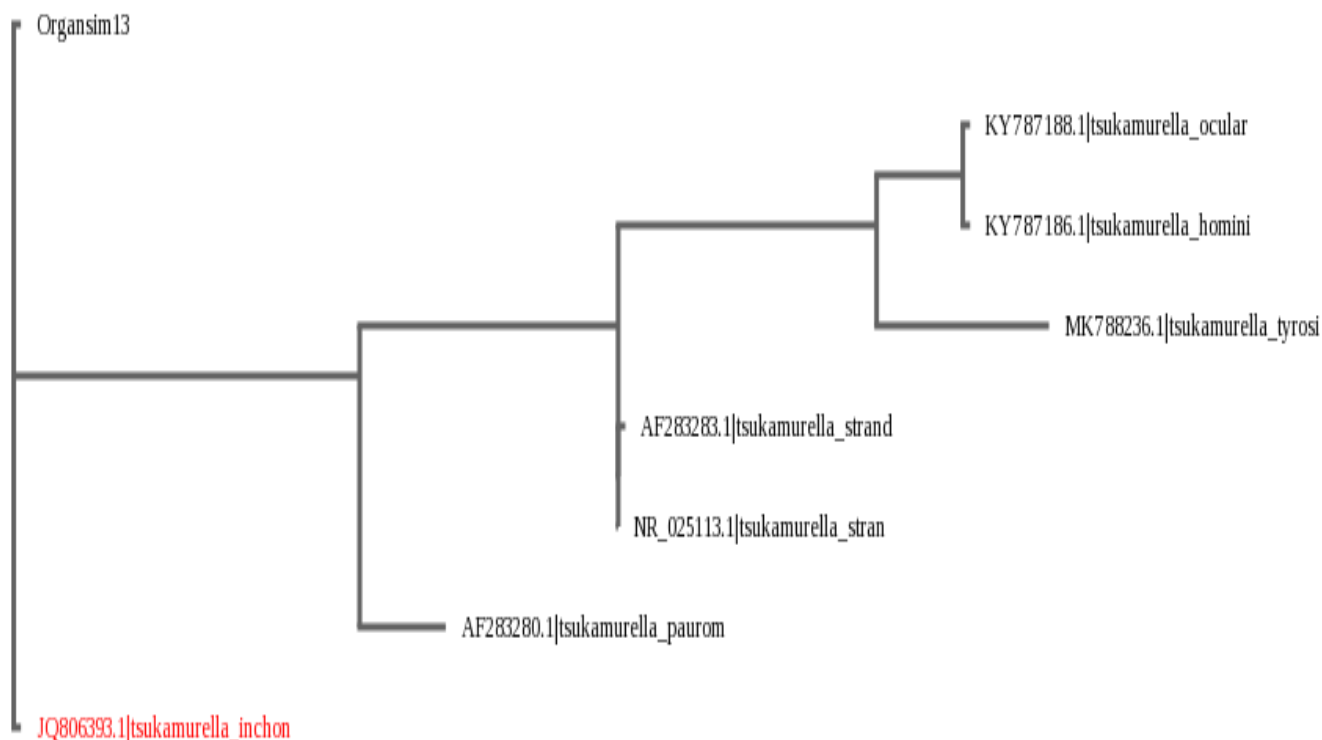 Organsim13
KY787188.1|tsukamurella_ocular
KY787186.1|tsukamurella_homini
MK788236.1|tsukamurella_tyrosi
AF283283.1|tsukamurella_strand
NR_025113.1|tsukamurella_stran
AF283280.1|tsukamurella_paurom
JQ806393.1|tsukamurella_inchon